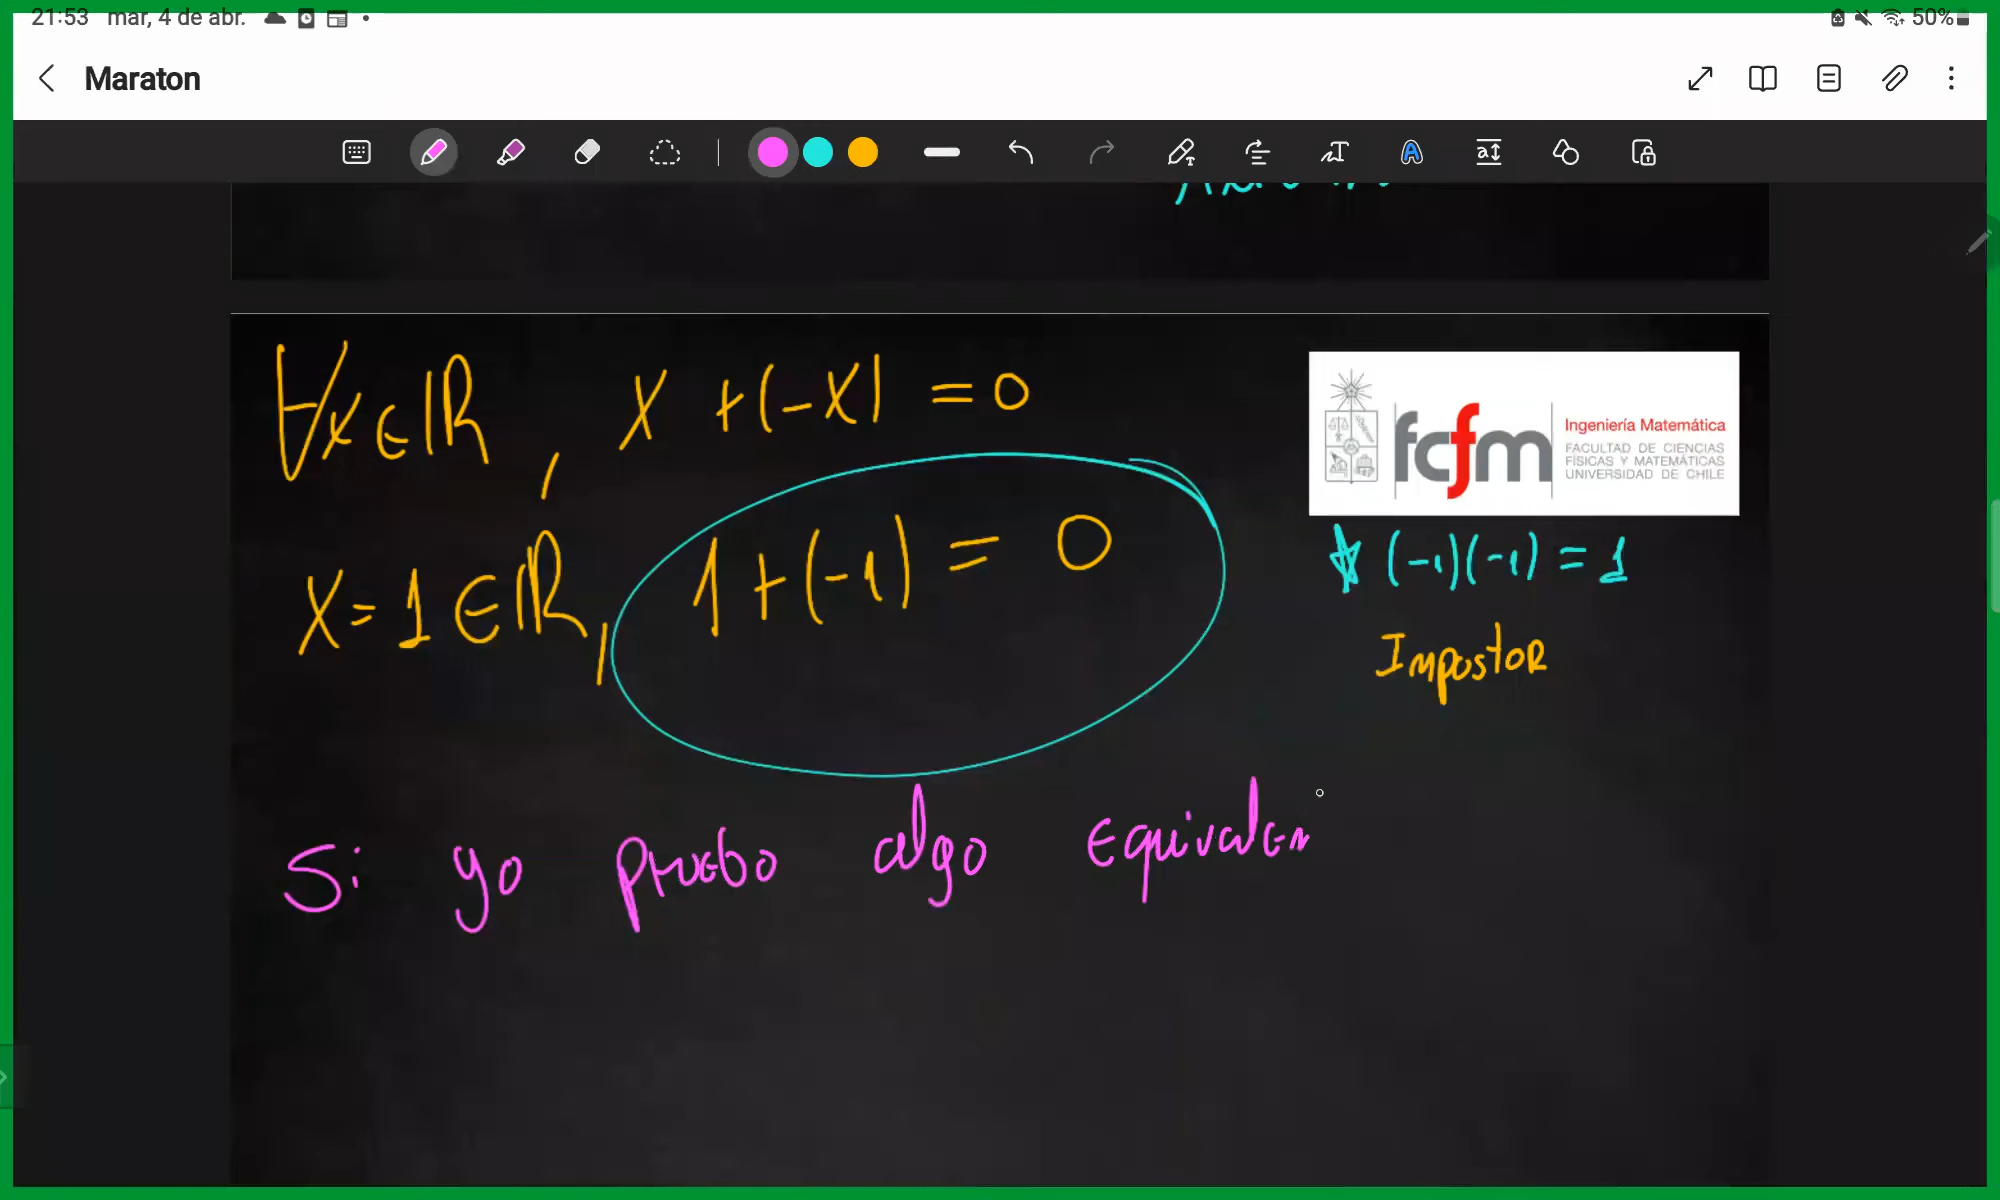 21:53 mar, 4 de abr. 50%
Maraton
∀x∈ℝ, x+(-x)=0
fcfm
Ingeniería Matemática
FACULTAD DE CIENCIAS
FÍSICAS Y MATEMÁTICAS
UNIVERSIDAD DE CHILE
x=1∈ℝ, 1+(-1)=0
(-1)(-1)=1
Impostor
Si yo pruebo algo equivalen